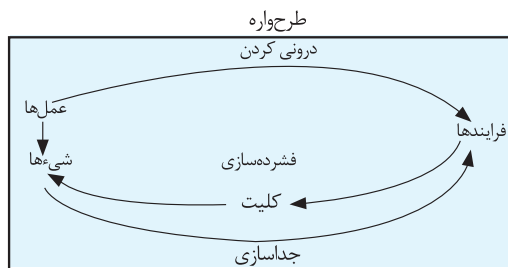 طرح‌واره
درونی کردن
عمل‌ها
فرایندها
شیء‌ها
فشرده‌سازی
کلیت
جداسازی